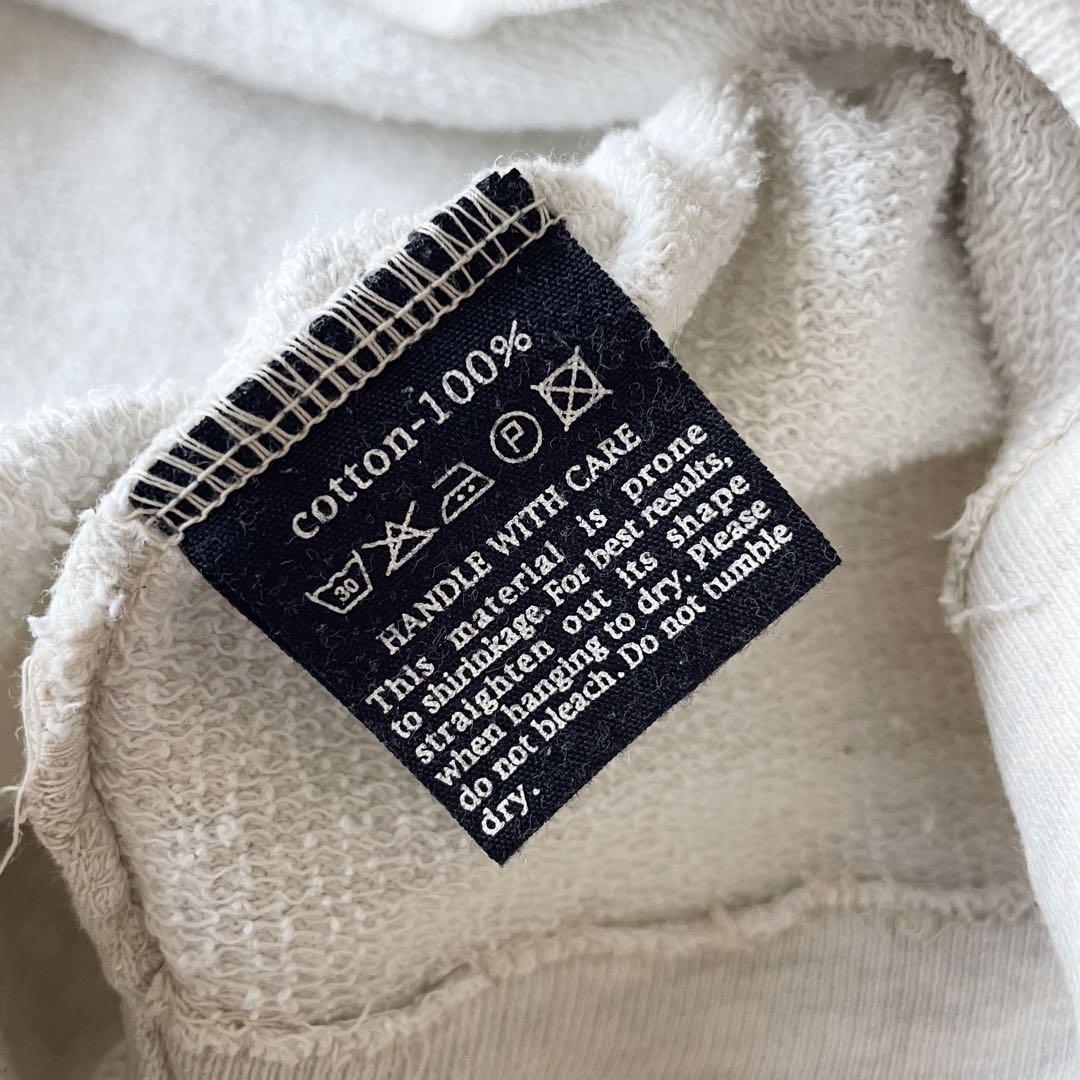 cotton-100%
30 P
HANDLE WITH CARE
This material is prone
to shirinkage. For best results,
straighten out its shape
when hanging to dry. Please
do not bleach. Do not tumble
dry.